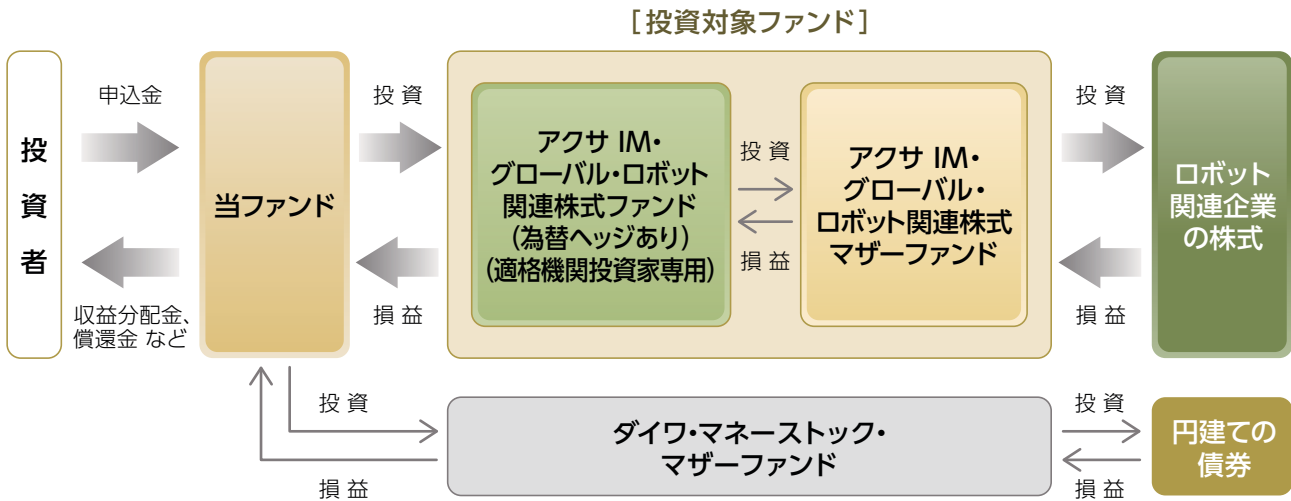 ［投資対象ファンド］
投
資
者
申込金
収益分配金、
償還金 など
当ファンド
投 資
損 益
アクサ IM・
グローバル・ロボット
関連株式ファンド
(為替ヘッジあり)
(適格機関投資家専用)
投 資
損 益
アクサ IM・
グローバル・
ロボット関連株式
マザーファンド
投 資
損 益
ロボット
関連企業
の株式
投 資
損 益
ダイワ・マネーストック・
マザーファンド
投 資
損 益
円建ての
債券